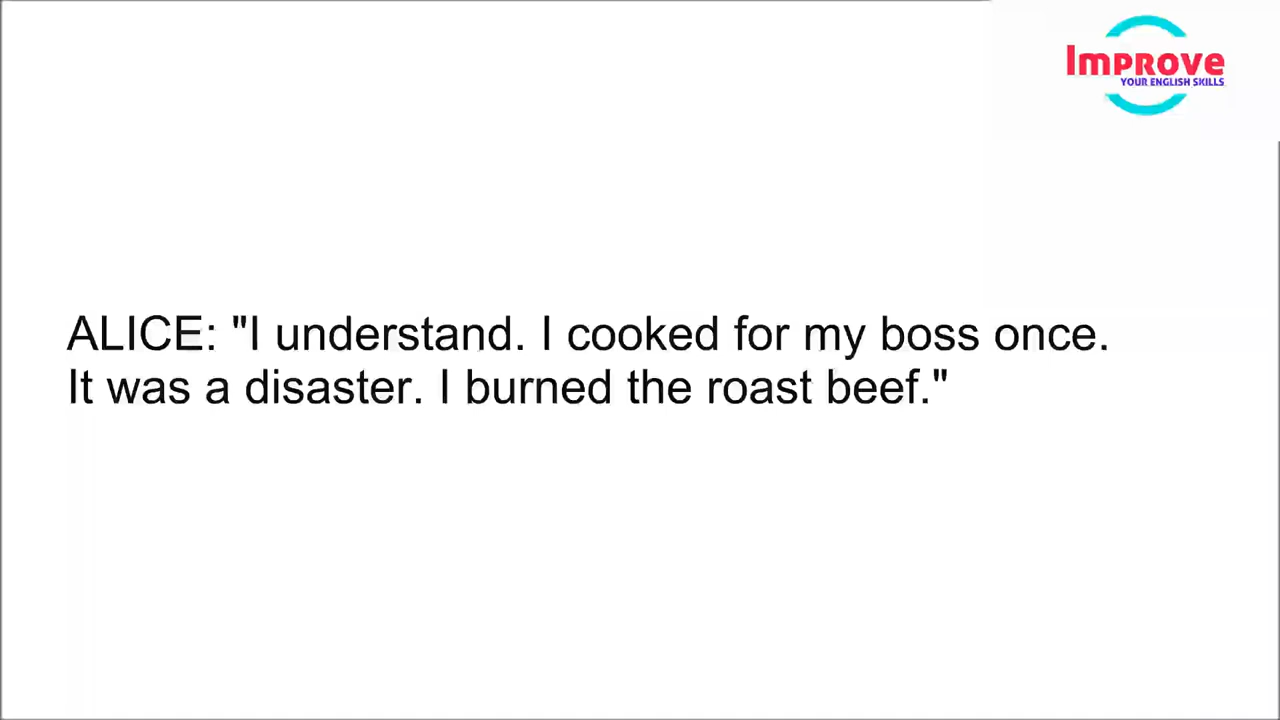 Improve
YOUR ENGLISH SKILLS
ALICE: "I understand. I cooked for my boss once.
It was a disaster. I burned the roast beef."